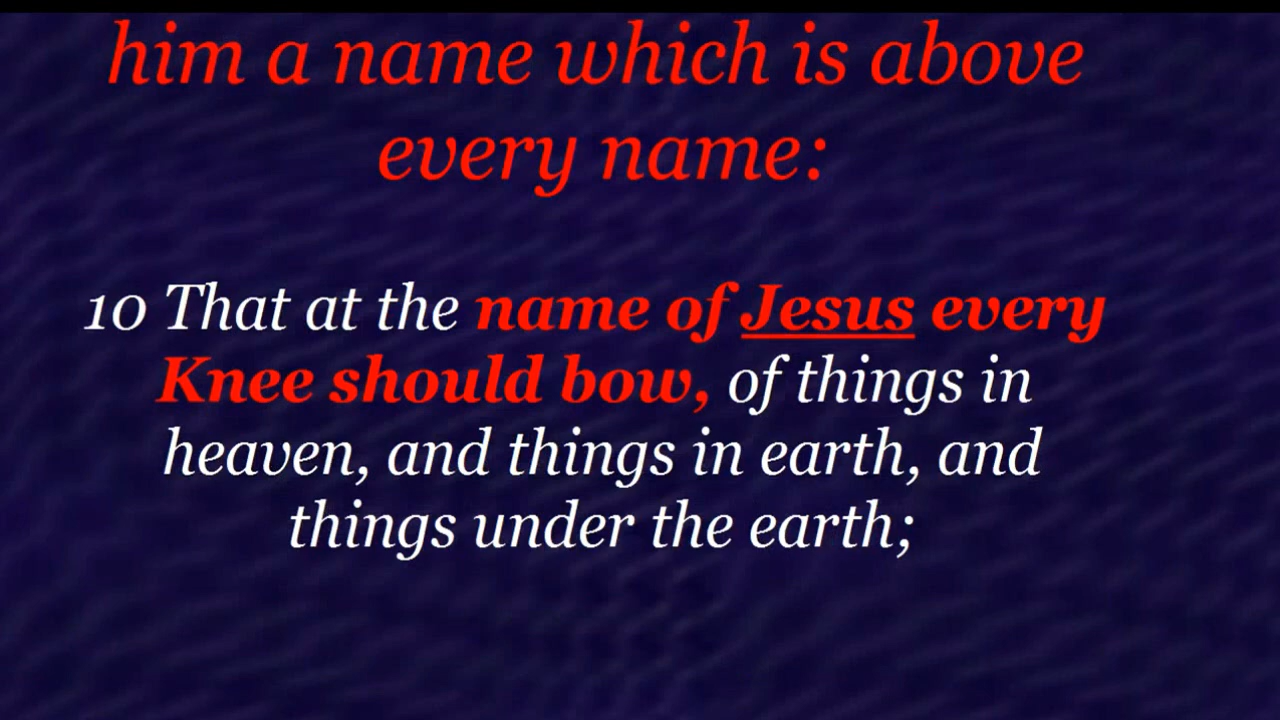 him a name which is above
every name:
10 That at the name of Jesus every
Knee should bow, of things in
heaven, and things in earth, and
things under the earth;